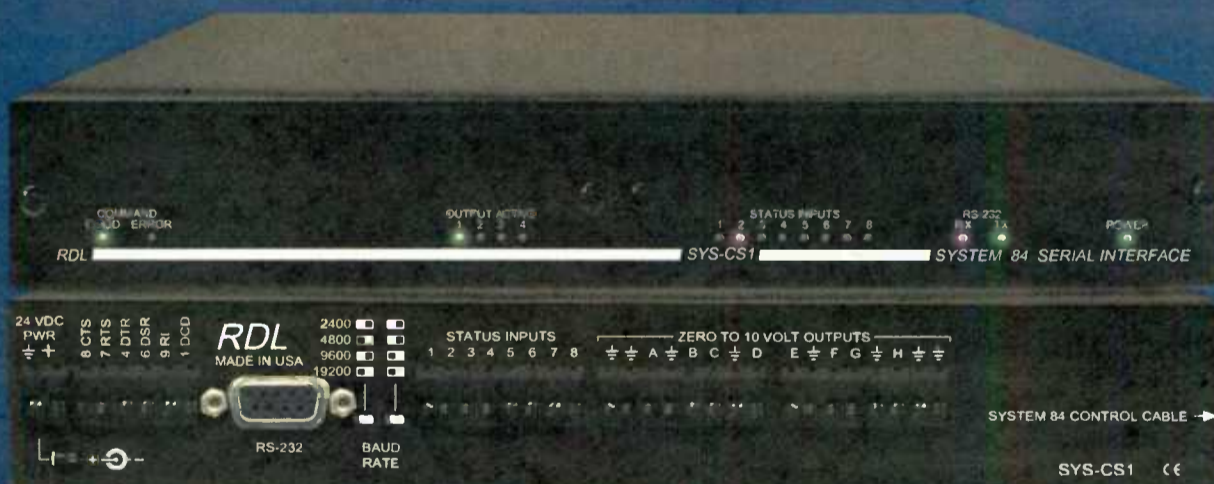 COMMAND
ERROR
OUTPUT ACTIVE
1 2 3 4
STATUS INPUTS
1 2 3 4 5 6 7 8
RS-232
RX TX
POWER
RDL
SYS-CS1
SYSTEM 84 SERIAL INTERFACE
24 VDC
PWR
8 CTS
7 RTS
4 DTR
6 DSR
9 RI
1 DCD
RDL
MADE IN USA
RS-232
2400
4800
9600
19200
BAUD
RATE
STATUS INPUTS
1 2 3 4 5 6 7 8
ZERO TO 10 VOLT OUTPUTS
A B C D E F G H
SYSTEM 84 CONTROL CABLE
SYS-CS1 CE